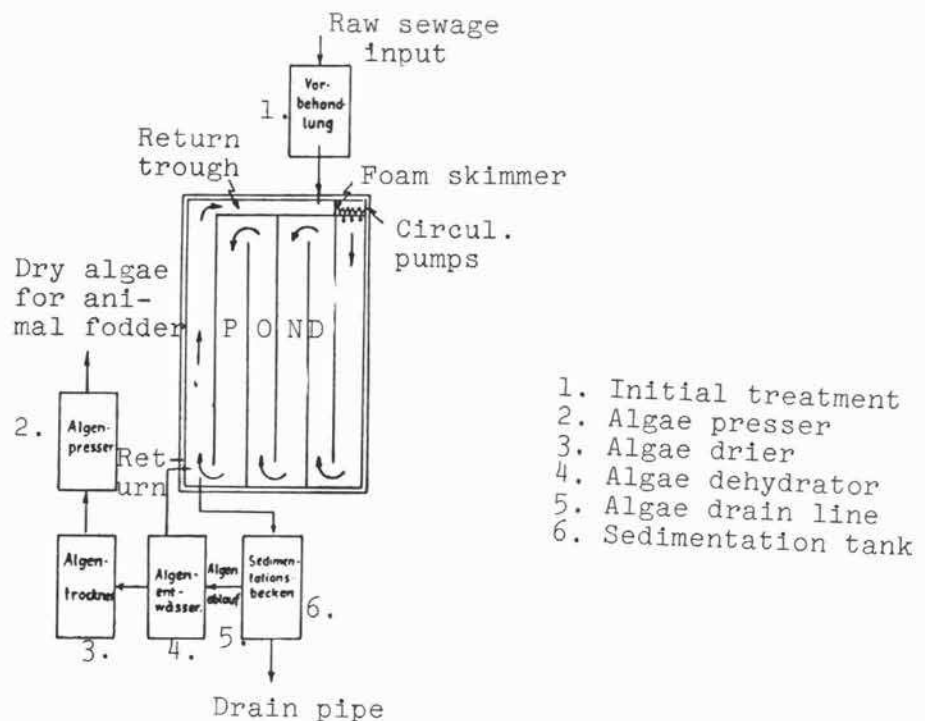 Raw sewage
input
1.
Vor-
behand-
lung
Return
trough
Foam skimmer
Circul.
pumps
Dry algae
for ani-
mal fodder
P O N D
2.
Algen-
presser
Ret-
urn
Algen-
trockner
3.
Algen-
ent-
wässer.
4.
Algen
ablauf
5.
Sedimen-
tations-
becken
6.
Drain pipe
1. Initial treatment
2. Algae presser
3. Algae drier
4. Algae dehydrator
5. Algae drain line
6. Sedimentation tank